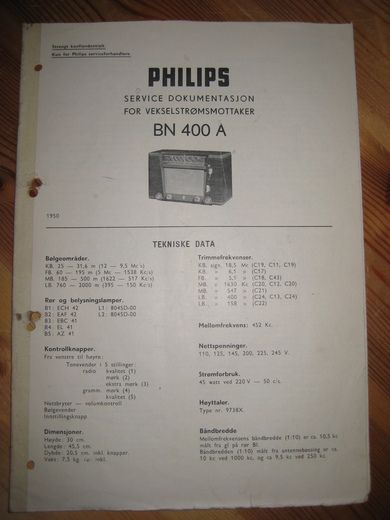 Strengt konfidensielt.
Kun for Philips serviceforhandlere.
PHILIPS
SERVICE DOKUMENTASJON
FOR VEKSELSTRØMSMOTTAKER
BN 400 A
1950
TEKNISKE DATA
Bølgeområder.
KB. 25 — 31,6 m (12 — 9,5 Mc/s)
FB. 60 — 195 m (5 Mc — 1538 Kc/s)
MB. 185 — 500 m (1622 — 517 Kc/s)
LB. 760 — 2000 m (395 — 150 Kc/s)
Rør og belysningslamper.
B1: ECH 42 L1: 8045D-00
B2: EAF 42 L2: 8045D-00
B3: EBC 41
B4: EL 41
B5: AZ 41
Kontrollknapper.
Fra venstre til høyre:
Tonevender i 5 stillinger:
radio kvalitet (1)
mørk (2)
ekstra mørk (3)
gramm. mørk (4)
kvalitet (5)
Nettbryter — volumkontroll
Bølgevender
Innstillingsknapp
Dimensjoner.
Høyde: 30 cm
Lengde: 45,5 cm
Dybde: 20,5 cm inkl. knapper.
Vekt: 7,5 kg
Trimmefrekvenser.
KB. sign. 18,5 Mc (C19, C11, C19)
KB. » 6,1 » (C17)
FB. » 5,1 » (C18, C43)
MB. » 1630 Kc (C20, C12, C20)
MB. » 547 » (C21)
LB. » 400 » (C24, C13, C24)
LB. » 158 » (C22)
Mellomfrekvens: 452 Kc.
Nettspenninger.
110, 125, 145, 200, 225, 245 V.
Strømforbruk.
45 watt ved 220 V — 50 c/s.
Høyttaler.
Type nr. 9738X
Båndbredde
Mellomfrekvensens båndbredde (1:10) er ca. 10,5 kc
målt fra g1 på rør B1.
Båndbredden (1:10) målt fra antennebøssing er ca.
10 kc ved 1000 kc, og ca 9,5 kc ved 250 kc.